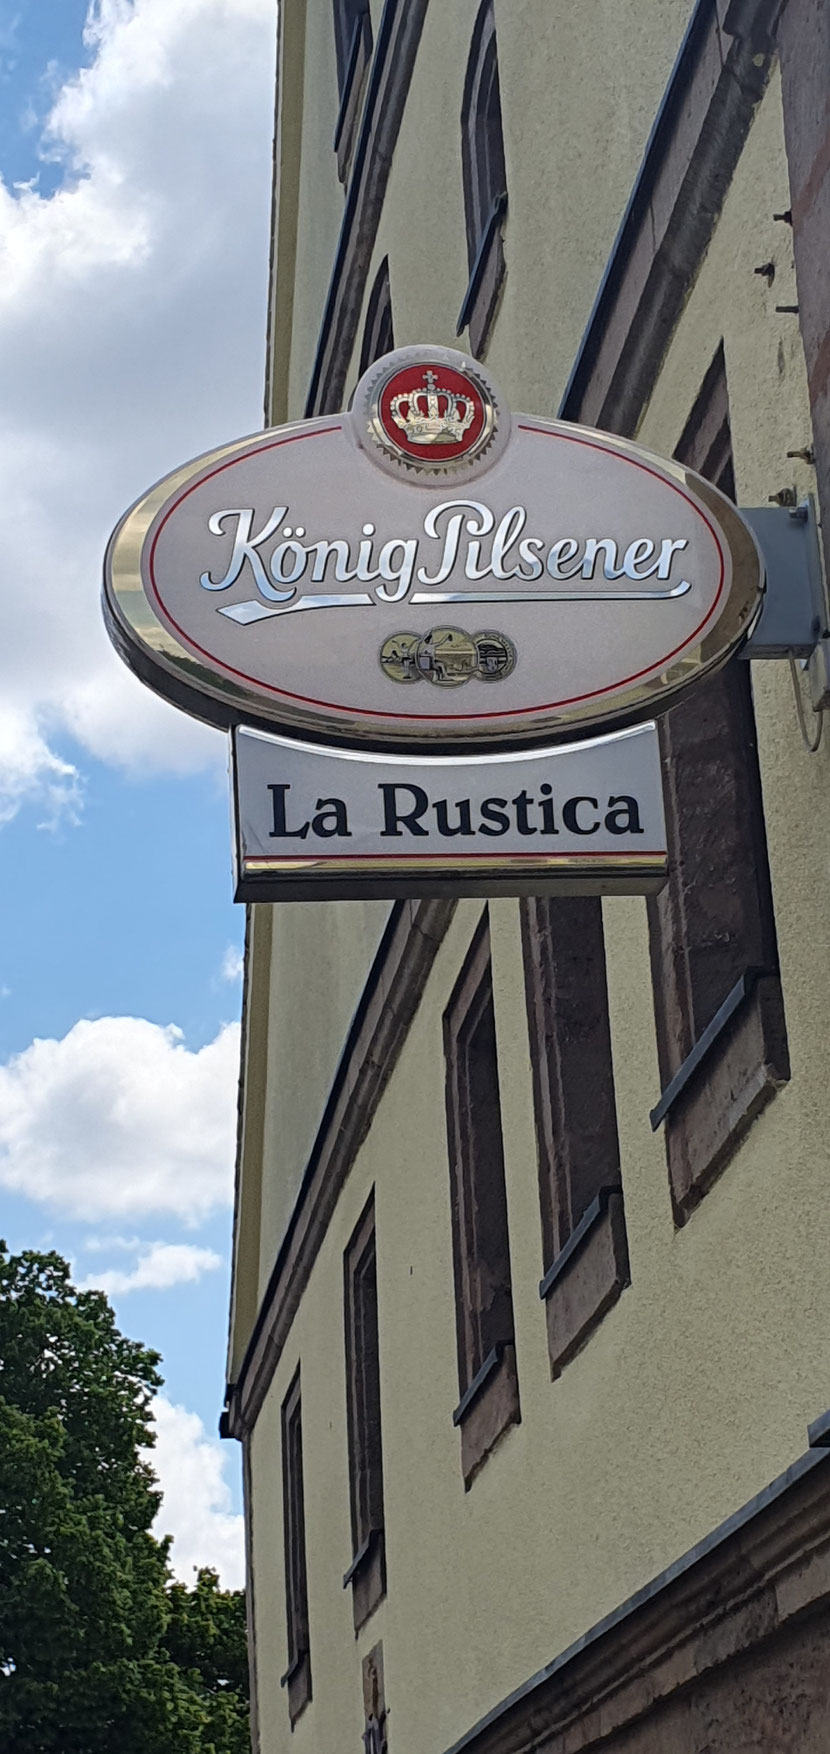 König Pilsener
La Rustica